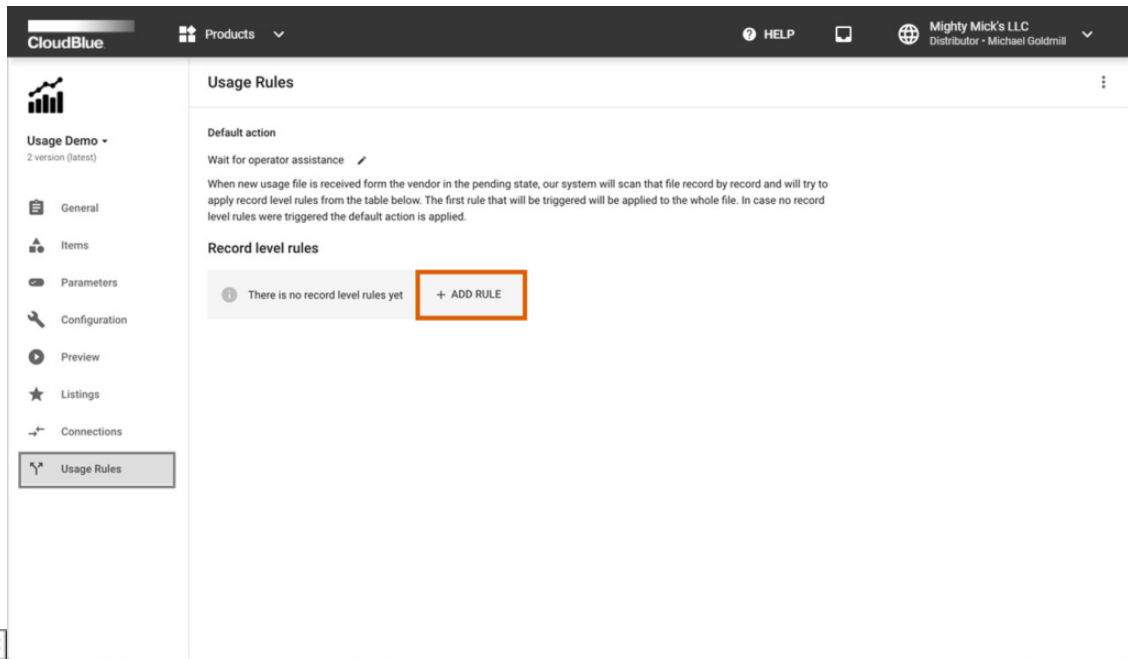 CloudBlue
Products
HELP
Mighty Mick's LLC
Distributor • Michael Goldmill
Usage Demo
2 version (latest)
General
Items
Parameters
Configuration
Preview
Listings
Connections
Usage Rules
Usage Rules
Default action
Wait for operator assistance
When new usage file is received form the vendor in the pending state, our system will scan that file record by record and will try to
apply record level rules from the table below. The first rule that will be triggered will be applied to the whole file. In case no record
level rules were triggered the default action is applied.
Record level rules
There is no record level rules yet
+ ADD RULE